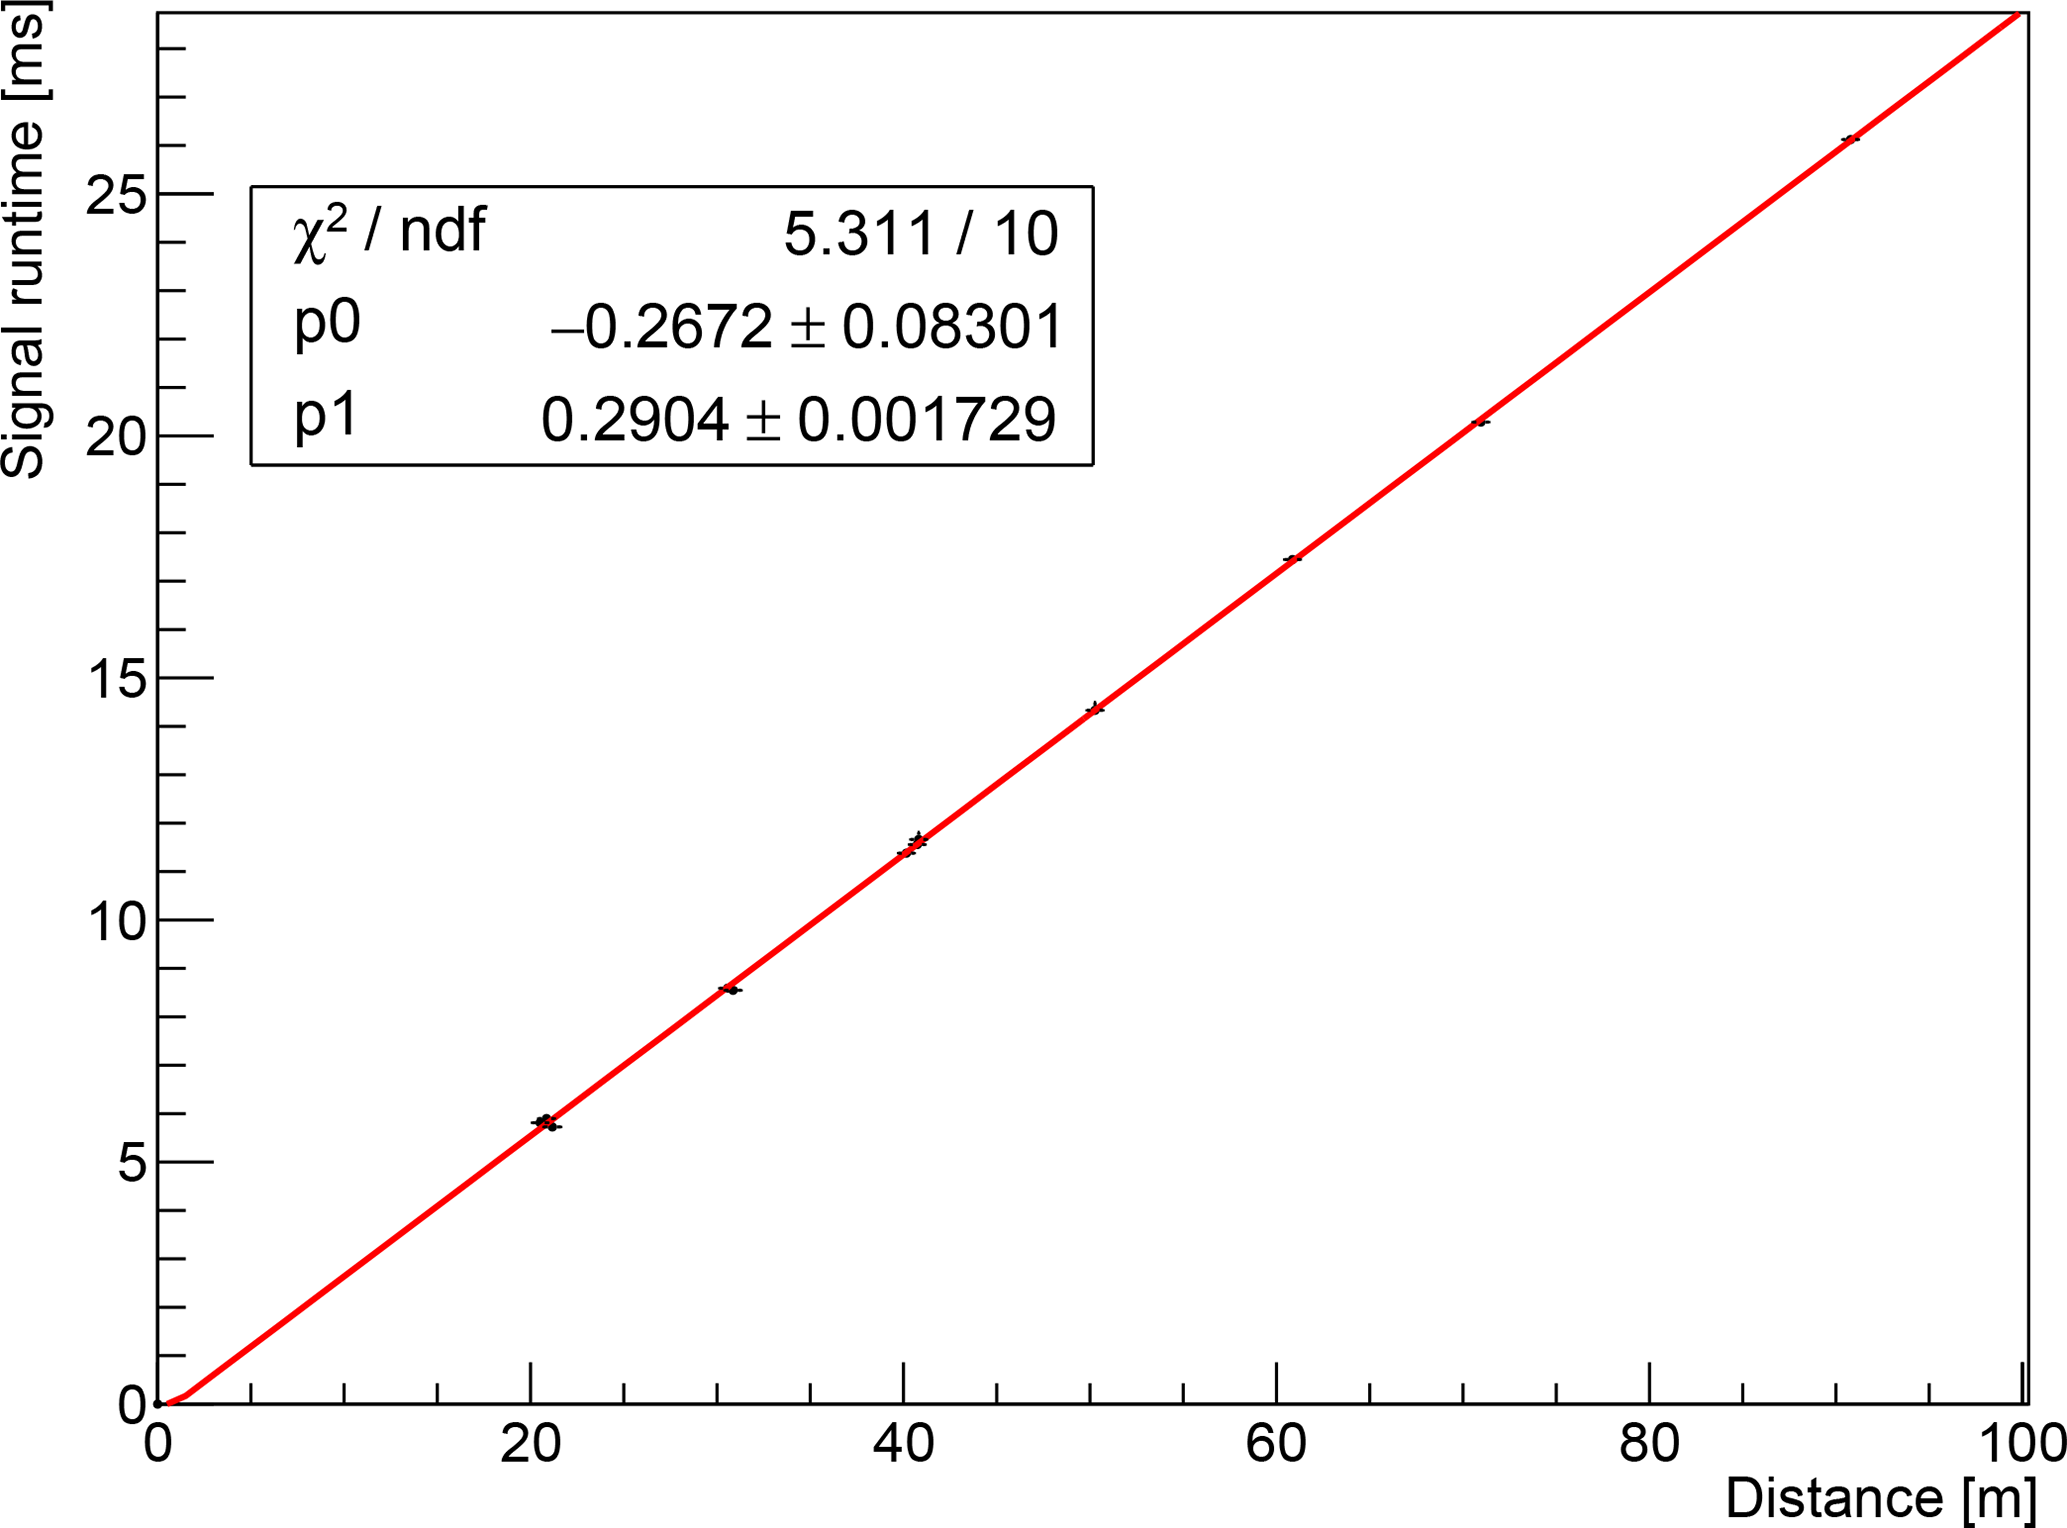 Signal runtime [ms]
25
20
15
10
5
0
χ² / ndf 5.311 / 10
p0 −0.2672 ± 0.08301
p1 0.2904 ± 0.001729
0 20 40 60 80 100
Distance [m]